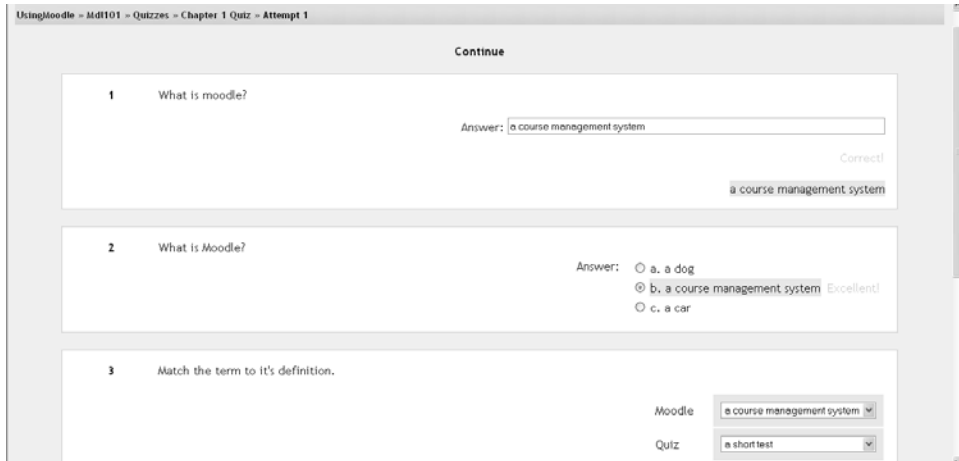 UsingMoodle » Mdl101 » Quizzes » Chapter 1 Quiz » Attempt 1
Continue
1 What is moodle?
Answer: a course management system
Correct!
a course management system
2 What is Moodle?
Answer: a. a dog
b. a course management system Excellent!
c. a car
3 Match the term to it's definition.
Moodle a course management system
Quiz a short test